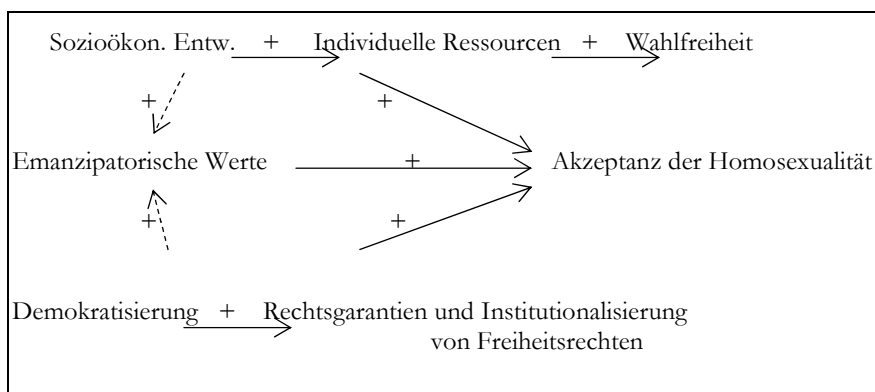 Sozioökon. Entw. + Individuelle Ressourcen + Wahlfreiheit
+ +
Emanzipatorische Werte + Akzeptanz der Homosexualität
+ +
Demokratisierung + Rechtsgarantien und Institutionalisierung
von Freiheitsrechten